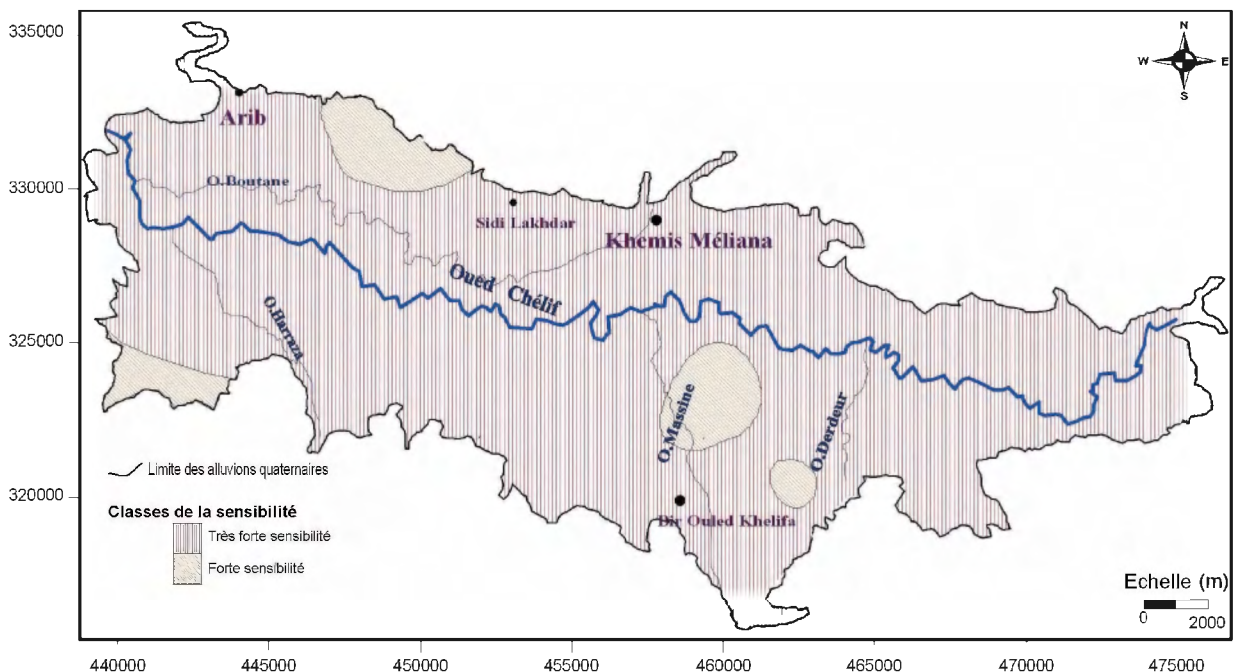 335000
330000
325000
320000
N
W
E
S
Arib
O.Boutane
Sidi Lakhdar
Khemis Méliana
Oued Chélif
O.Harraza
O.Massine
O.Derdeur
Dir Ouled Khelifa
Limite des alluvions quaternaires
Classes de la sensibilité
Très forte sensibilité
Forte sensibilité
Echelle (m)
0
2000
440000
445000
450000
455000
460000
465000
470000
475000